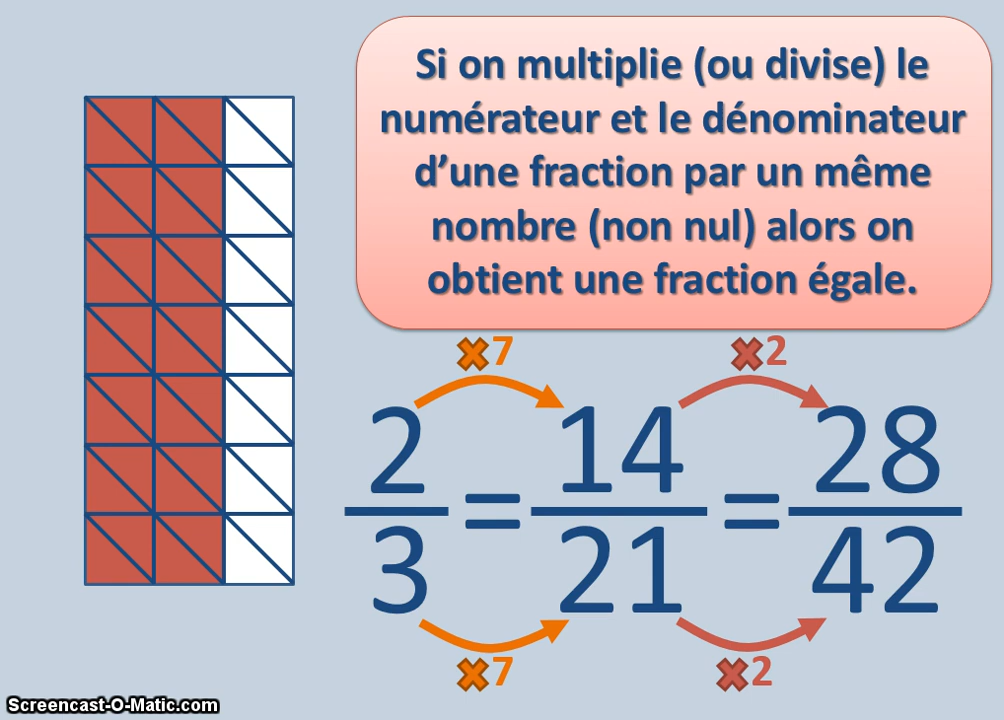 Si on multiplie (ou divise) le
numérateur et le dénominateur
d’une fraction par un même
nombre (non nul) alors on
obtient une fraction égale.
×7 ×2
2 14 28
= =
3 21 42
×7 ×2
Screencast-O-Matic.com